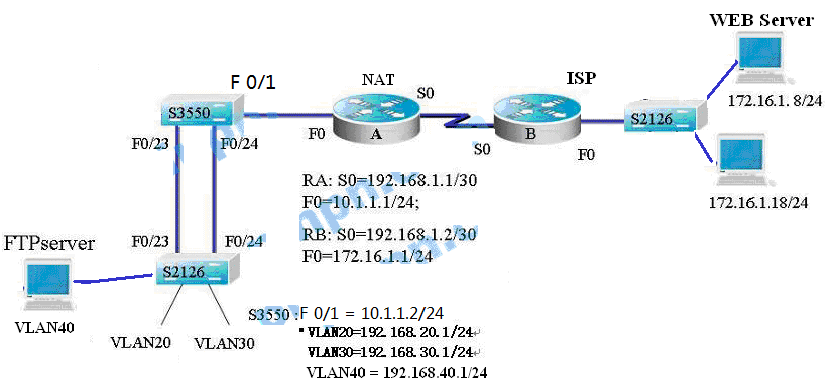 WEB Server
F 0/1
NAT
S0
ISP
172.16.1. 8/24
S3550
F0
A
S0
B
F0
S2126
F0/23
F0/24
172.16.1.18/24
RA: S0=192.168.1.1/30
F0=10.1.1.1/24;
RB: S0=192.168.1.2/30
F0=172.16.1.1/24
FTPserver
F0/23
F0/24
S2126
VLAN40
VLAN20
VLAN30
S3550 :F 0/1 = 10.1.1.2/24
VLAN20=192.168.20.1/24
VLAN30=192.168.30.1/24
VLAN40 = 192.168.40.1/24